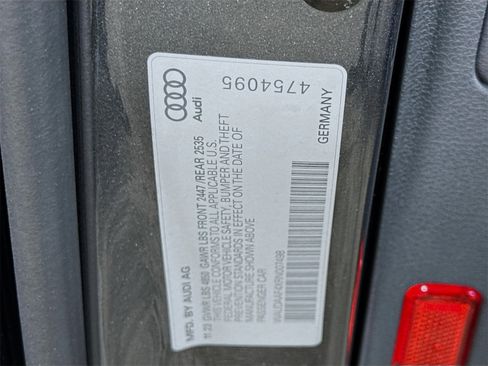 4754095
Audi
GERMANY
MFD. BY AUDI AG
11.23 GVWR LBS 4850 GAWR LBS FRONT 2447/REAR 2535
THIS VEHICLE CONFORMS TO ALL APPLICABLE U.S.
FEDERAL MOTOR VEHICLE SAFETY, BUMPER AND THEFT
PREVENTION STANDARDS IN EFFECT ON THE DATE OF
MANUFACTURE SHOWN ABOVE
PASSENGER CAR